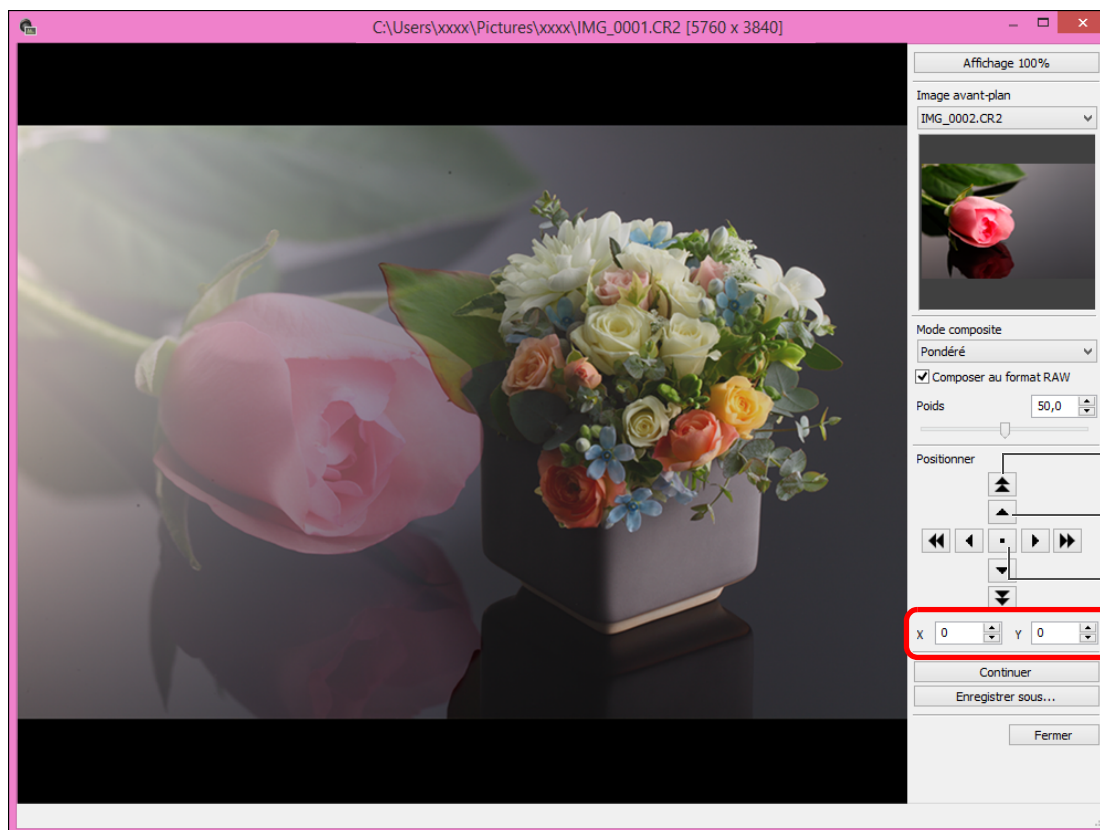 C:\Users\xxxx\Pictures\xxxx\IMG_0001.CR2 [5760 x 3840]
Affichage 100%
Image avant-plan
IMG_0002.CR2
Mode composite
Pondéré
Composer au format RAW
Poids 50,0
Positionner
X 0 Y 0
Continuer
Enregistrer sous...
Fermer